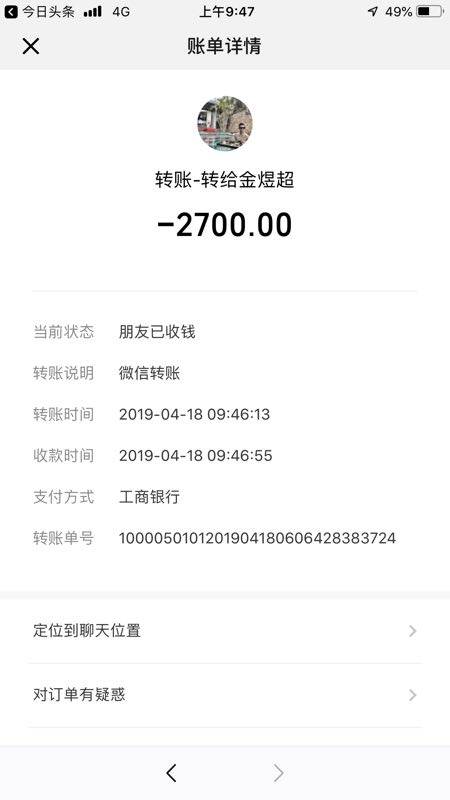 今日头条 4G 上午9:47 49%
账单详情
转账-转给金煜超
-2700.00
当前状态 朋友已收钱
转账说明 微信转账
转账时间 2019-04-18 09:46:13
收款时间 2019-04-18 09:46:55
支付方式 工商银行
转账单号 1000050101201904180606428383724
定位到聊天位置
对订单有疑惑